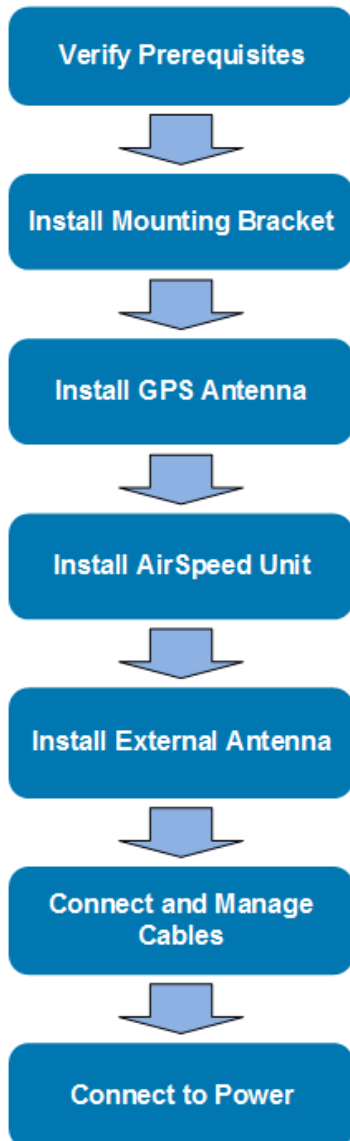 Verify Prerequisites
Install Mounting Bracket
Install GPS Antenna
Install AirSpeed Unit
Install External Antenna
Connect and Manage
Cables
Connect to Power